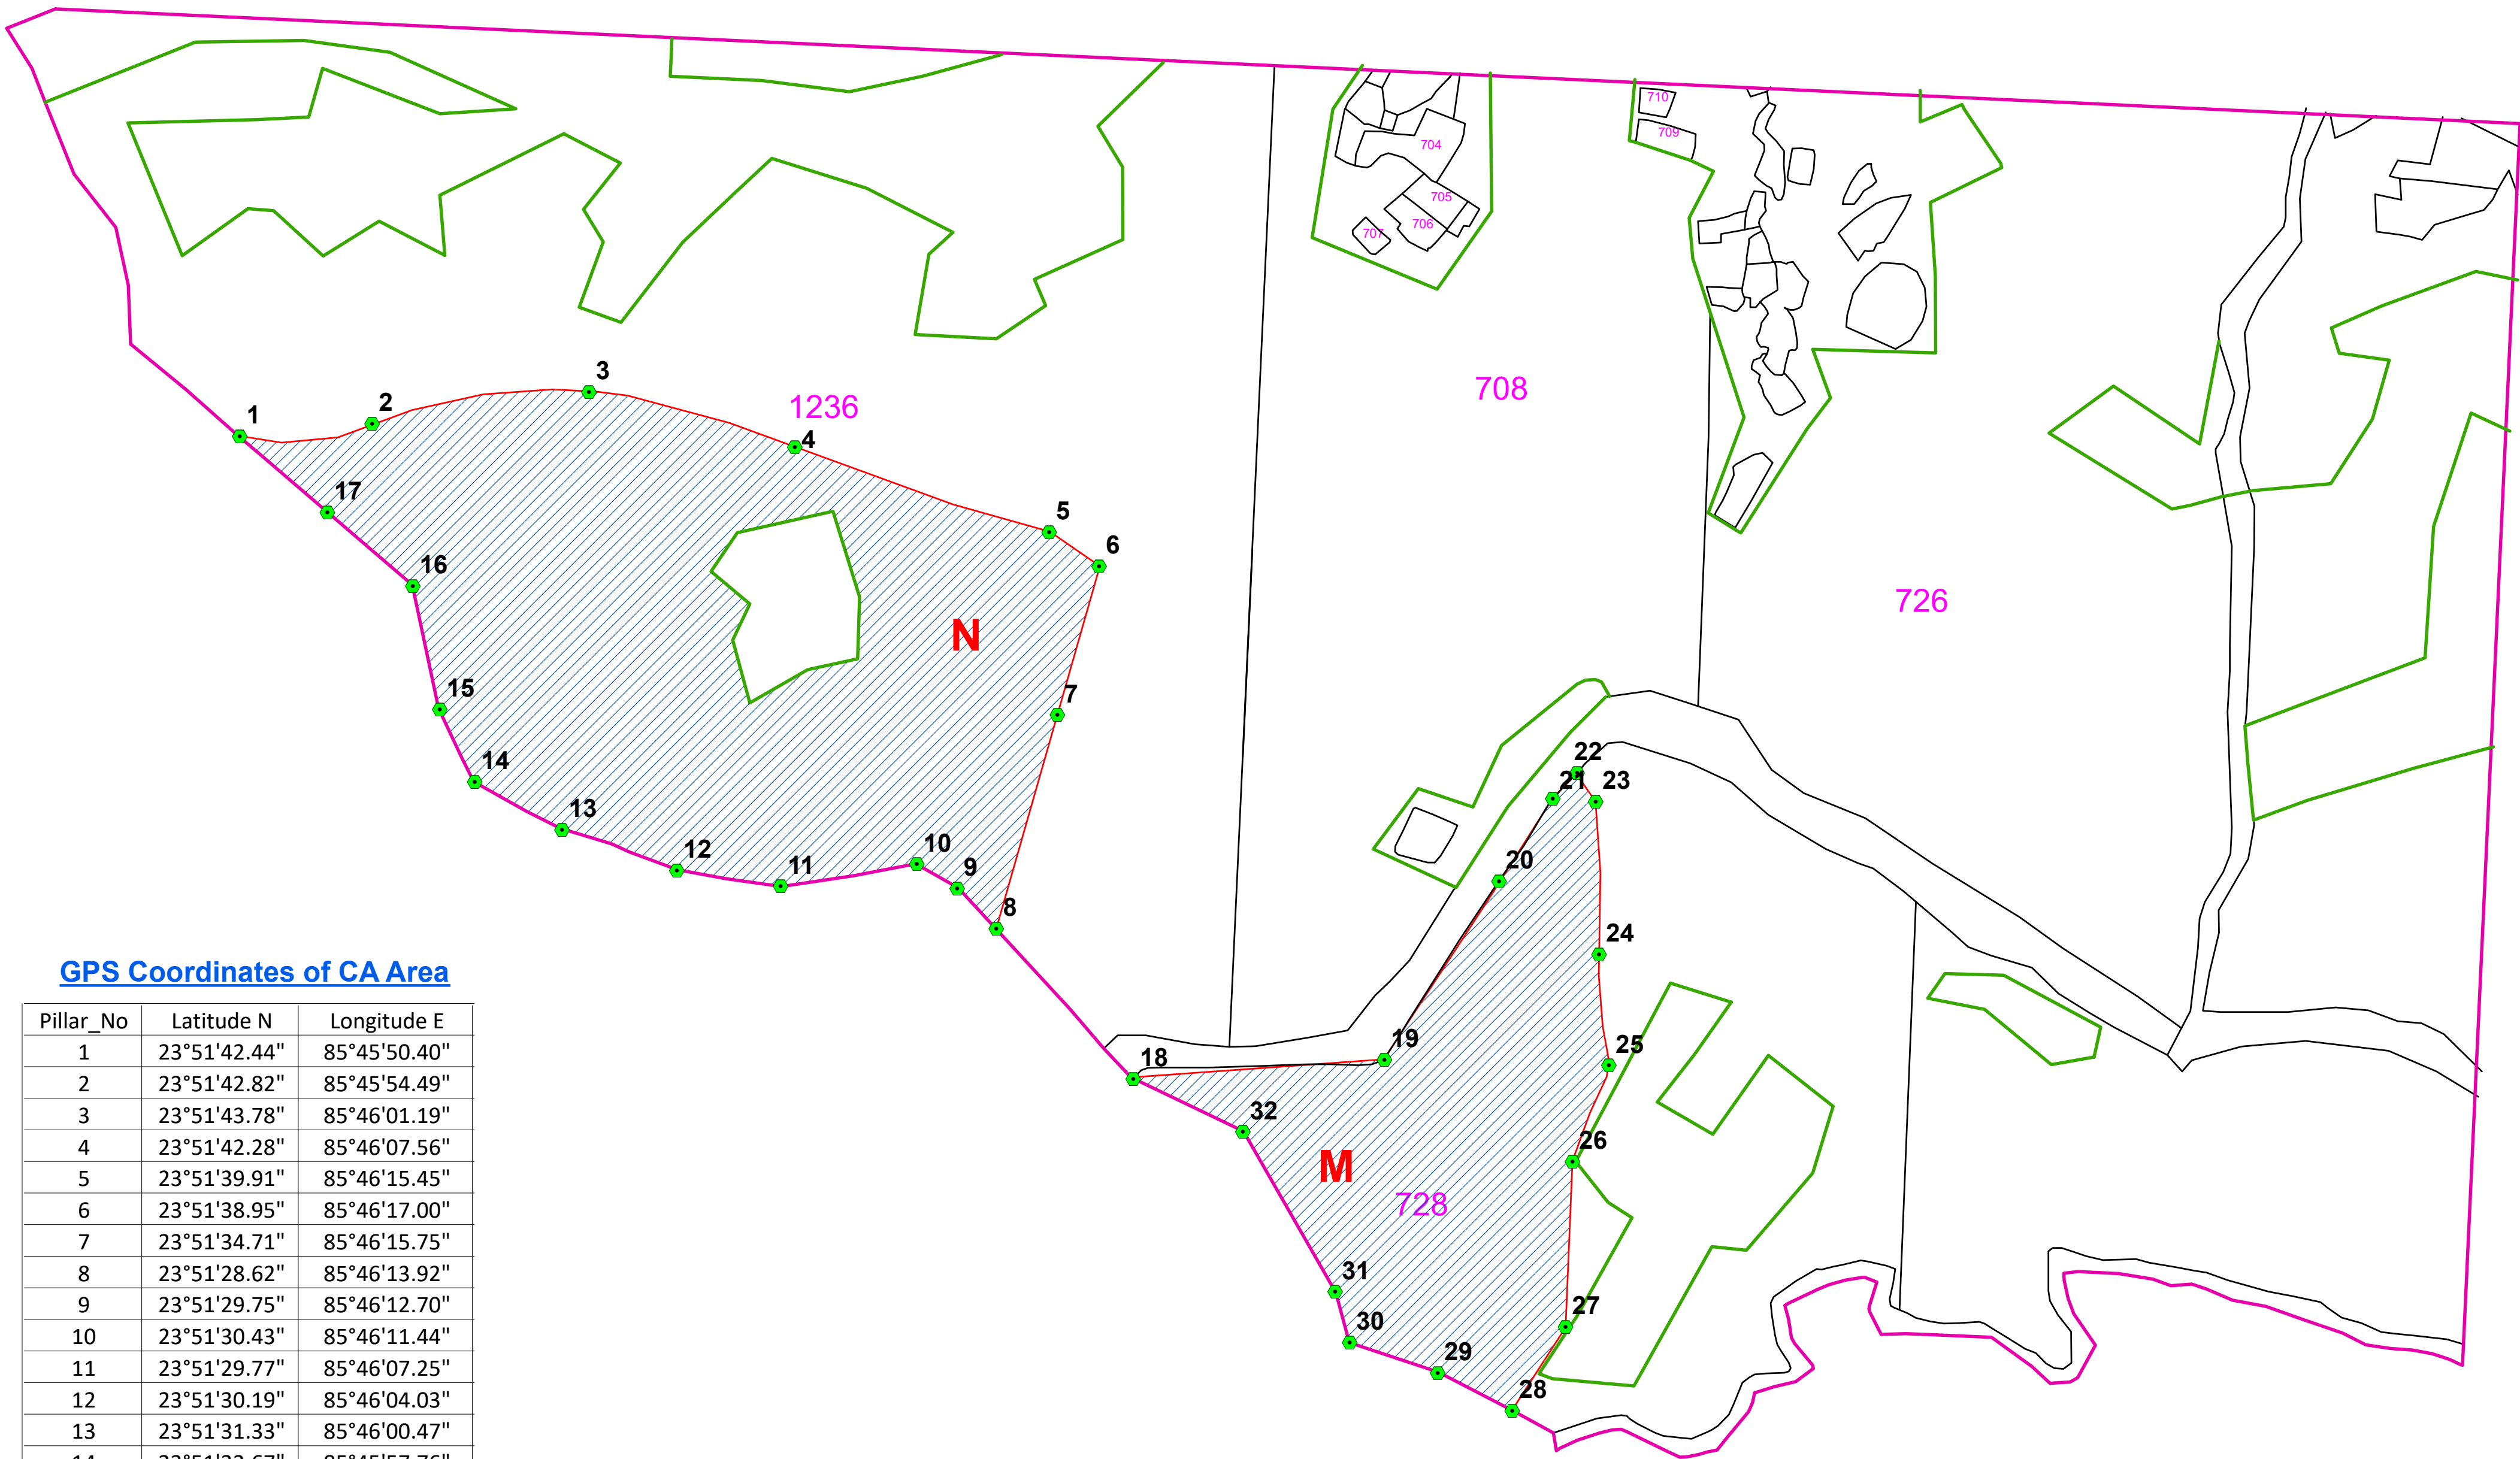 710
709
704
705
706
707
3
708
1236
2
1
4
17
5
6
16
726
N
15
7
14
22
21
23
13
12
10
20
11
9
8
24
GPS Coordinates of CA Area
Pillar_No Latitude N Longitude E
1 23°51'42.44" 85°45'50.40"
2 23°51'42.82" 85°45'54.49"
3 23°51'43.78" 85°46'01.19"
4 23°51'42.28" 85°46'07.56"
5 23°51'39.91" 85°46'15.45"
6 23°51'38.95" 85°46'17.00"
7 23°51'34.71" 85°46'15.75"
8 23°51'28.62" 85°46'13.92"
9 23°51'29.75" 85°46'12.70"
10 23°51'30.43" 85°46'11.44"
11 23°51'29.77" 85°46'07.25"
12 23°51'30.19" 85°46'04.03"
13 23°51'31.33" 85°46'00.47"
19
25
18
32
26
M
728
31
27
30
29
28